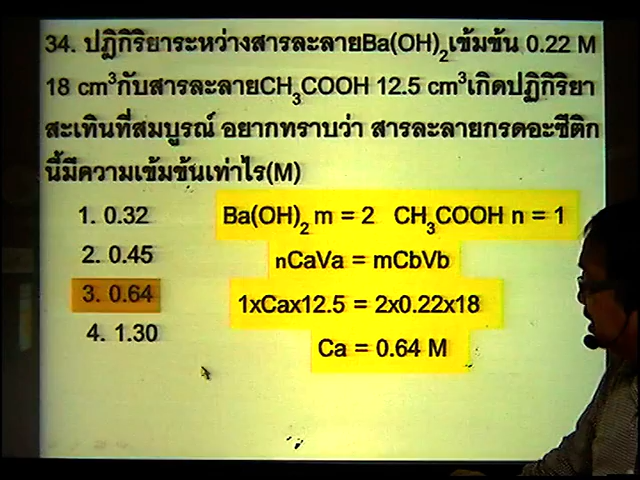 34. ปฏิกิริยาระหว่างสารละลายBa(OH)₂เข้มข้น 0.22 M
18 cm³กับสารละลายCH₃COOH 12.5 cm³เกิดปฏิกิริยา
สะเทินที่สมบูรณ์ อยากทราบว่า สารละลายกรดอะซีติก
นี้มีความเข้มข้นเท่าไร(M)
1. 0.32
2. 0.45
3. 0.64
4. 1.30
Ba(OH)₂ m = 2 CH₃COOH n = 1
nCaVa = mCbVb
1xCax12.5 = 2x0.22x18
Ca = 0.64 M